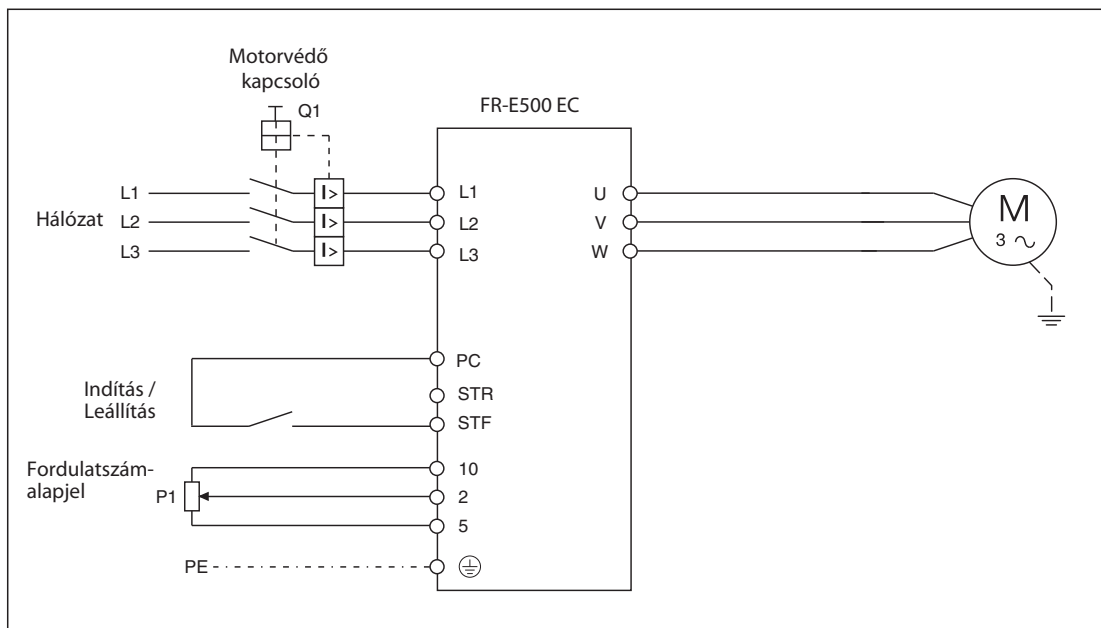 Motorvédő
kapcsoló
Q1
FR-E500 EC
L1
I>
L1
U
Hálózat
L2
I>
L2
V
L3
I>
L3
W
M
3 ∿
PC
Indítás /
Leállítás
STR
STF
Fordulatszám-
alapjel
10
P1
2
5
PE